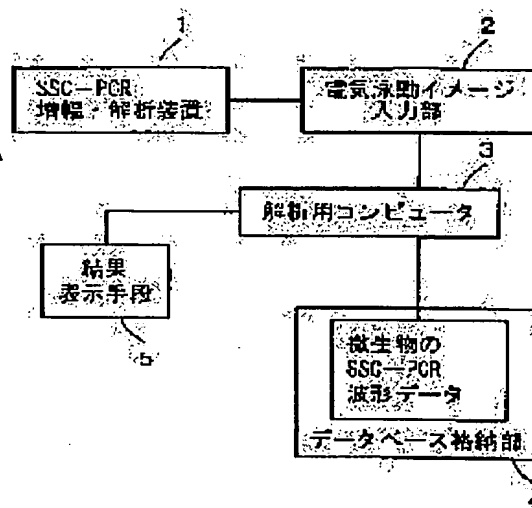 1
2
SSC-PCR
増幅・解析装置
電気泳動イメージ
入力部
3
解析用コンピュータ
結果
表示手段
5
微生物の
SSC-PCR
波形データ
データベース格納部